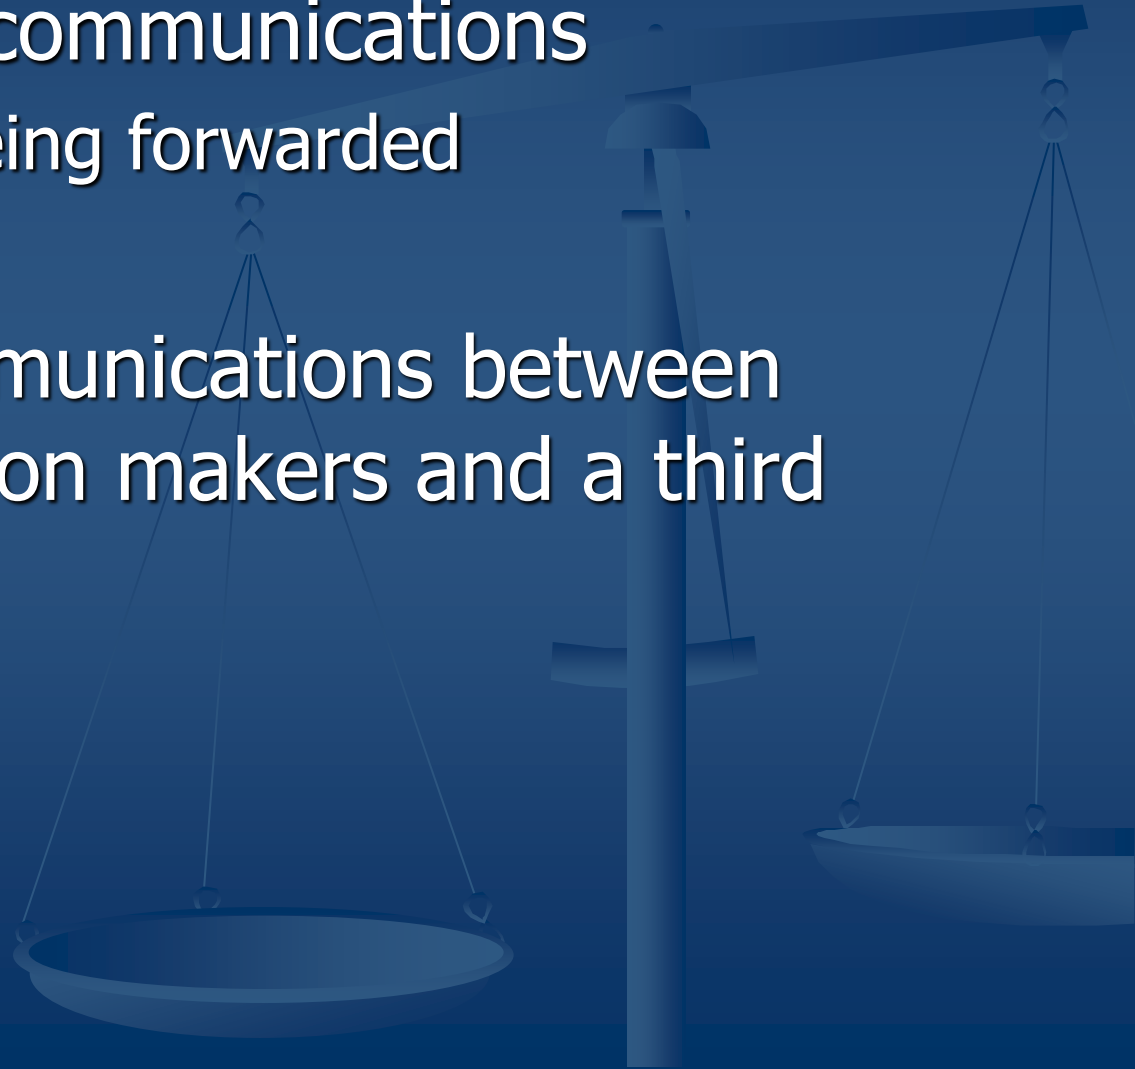 communications
eing forwarded
munications between
on makers and a third